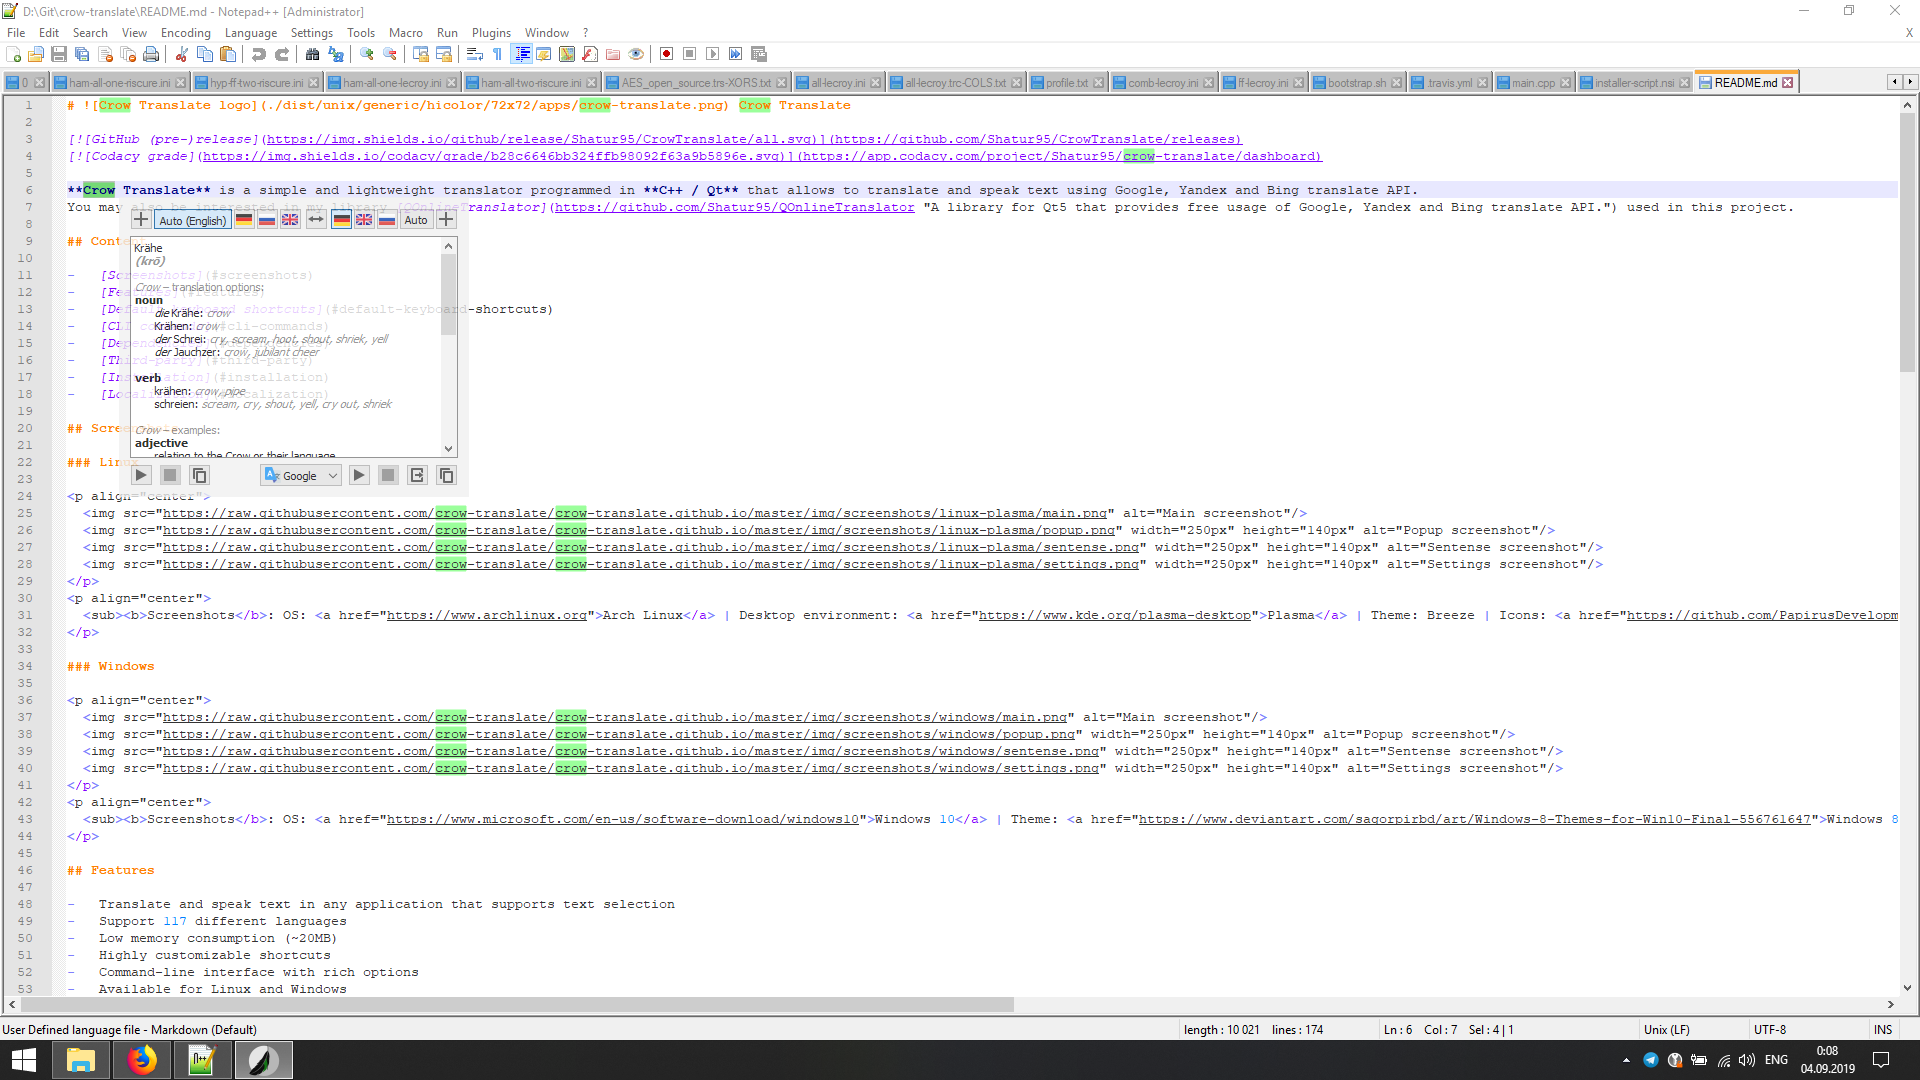 D:\Git\crow-translate\README.md - Notepad++ [Administrator]
File Edit Search View Encoding Language Settings Tools Macro Run Plugins Window ? X
0 ham-all-one-riscure.ini hyp-ff-two-riscure.ini ham-all-one-lecroy.ini ham-all-two-riscure.ini AES_open_source.trs-XORS.txt all-lecroy.ini all-lecroy.trc-COLS.txt profile.txt comb-lecroy.ini ff-lecroy.ini bootstrap.sh .travis.yml main.cpp installer-script.nsi README.md
1 # ![Crow Translate logo](./dist/unix/generic/hicolor/72x72/apps/crow-translate.png) Crow Translate
2
3 [![GitHub (pre-)release](https://img.shields.io/github/release/Shatur95/CrowTranslate/all.svg)](https://github.com/Shatur95/CrowTranslate/releases)
4 [![Codacy grade](https://img.shields.io/codacy/grade/b28c6646bb324ffb98092f63a9b5896e.svg)](https://app.codacy.com/project/Shatur95/crow-translate/dashboard)
5
6 **Crow Translate** is a simple and lightweight translator programmed in **C++ / Qt** that allows to translate and speak text using Google, Yandex and Bing translate API.
7 You may also be interested in my library [QOnlineTranslator](https://github.com/Shatur95/QOnlineTranslator "A library for Qt5 that provides free usage of Google, Yandex and Bing translate API.") used in this project.
8
9 ## Conte
10
11 - [Screenshots](#screenshots)
12 - [Features](#features)
13 - [Default keyboard shortcuts](#default-keyboard-shortcuts)
14 - [CLI commands](#cli-commands)
15 - [Dependencies](#dependencies)
16 - [Third-party](#third-party)
17 - [Installation](#installation)
18 - [Localization](#localization)
19
20 ## Screenshots
21
22 ### Linux
23
24 <p align="center">
25 <img src="https://raw.githubusercontent.com/crow-translate/crow-translate.github.io/master/img/screenshots/linux-plasma/main.png" alt="Main screenshot"/>
26 <img src="https://raw.githubusercontent.com/crow-translate/crow-translate.github.io/master/img/screenshots/linux-plasma/popup.png" width="250px" height="140px" alt="Popup screenshot"/>
27 <img src="https://raw.githubusercontent.com/crow-translate/crow-translate.github.io/master/img/screenshots/linux-plasma/sentense.png" width="250px" height="140px" alt="Sentense screenshot"/>
28 <img src="https://raw.githubusercontent.com/crow-translate/crow-translate.github.io/master/img/screenshots/linux-plasma/settings.png" width="250px" height="140px" alt="Settings screenshot"/>
29 </p>
30 <p align="center">
31 <sub><b>Screenshots</b>: OS: <a href="https://www.archlinux.org">Arch Linux</a> | Desktop environment: <a href="https://www.kde.org/plasma-desktop">Plasma</a> | Theme: Breeze | Icons: <a href="https://github.com/PapirusDevelopm
32 </p>
33
34 ### Windows
35
36 <p align="center">
37 <img src="https://raw.githubusercontent.com/crow-translate/crow-translate.github.io/master/img/screenshots/windows/main.png" alt="Main screenshot"/>
38 <img src="https://raw.githubusercontent.com/crow-translate/crow-translate.github.io/master/img/screenshots/windows/popup.png" width="250px" height="140px" alt="Popup screenshot"/>
39 <img src="https://raw.githubusercontent.com/crow-translate/crow-translate.github.io/master/img/screenshots/windows/sentense.png" width="250px" height="140px" alt="Sentense screenshot"/>
40 <img src="https://raw.githubusercontent.com/crow-translate/crow-translate.github.io/master/img/screenshots/windows/settings.png" width="250px" height="140px" alt="Settings screenshot"/>
41 </p>
42 <p align="center">
43 <sub><b>Screenshots</b>: OS: <a href="https://www.microsoft.com/en-us/software-download/windows10">Windows 10</a> | Theme: <a href="https://www.deviantart.com/sagorpirbd/art/Windows-8-Themes-for-Win10-Final-556761647">Windows 8
44 </p>
45
46 ## Features
47
48 - Translate and speak text in any application that supports text selection
49 - Support 117 different languages
50 - Low memory consumption (~20MB)
51 - Highly customizable shortcuts
52 - Command-line interface with rich options
53 - Available for Linux and Windows
Auto (English) Auto
Krähe
(krō)
Crow – translation options:
noun
die Krähe: crow
Krähen: crow
der Schrei: cry, scream, hoot, shout, shriek, yell
der Jauchzer: crow, jubilant cheer
verb
krähen: crow, pipe
schreien: scream, cry, shout, yell, cry out, shriek
Crow – examples:
adjective
relating to the Crow or their language
Google
User Defined language file - Markdown (Default) length : 10 021 lines : 174 Ln : 6 Col : 7 Sel : 4 | 1 Unix (LF) UTF-8 INS
ENG
0:08
04.09.2019